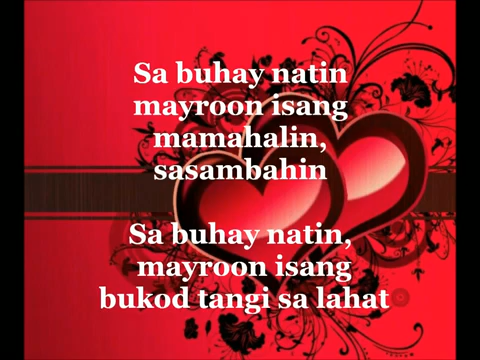 Sa buhay natin
mayroon isang
mamahalin,
sasambahin
Sa buhay natin,
mayroon isang
bukod tangi sa lahat